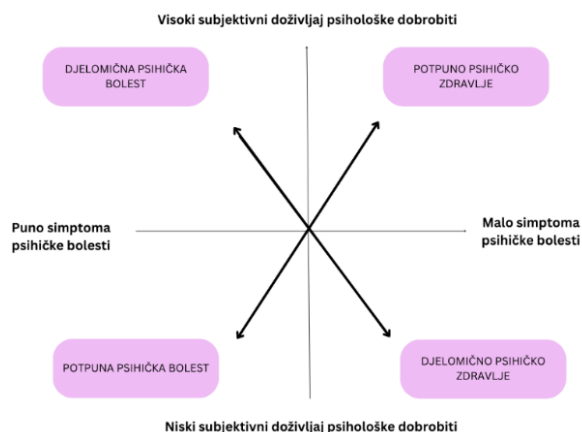 Visoki subjektivni doživljaj psihološke dobrobiti
DJELOMIČNA PSIHIČKA
BOLEST
POTPUNO PSIHIČKO
ZDRAVLJE
Puno simptoma
psihičke bolesti
Malo simptoma
psihičke bolesti
POTPUNA PSIHIČKA BOLEST
DJELOMIČNO PSIHIČKO
ZDRAVLJE
Niski subjektivni doživljaj psihološke dobrobiti